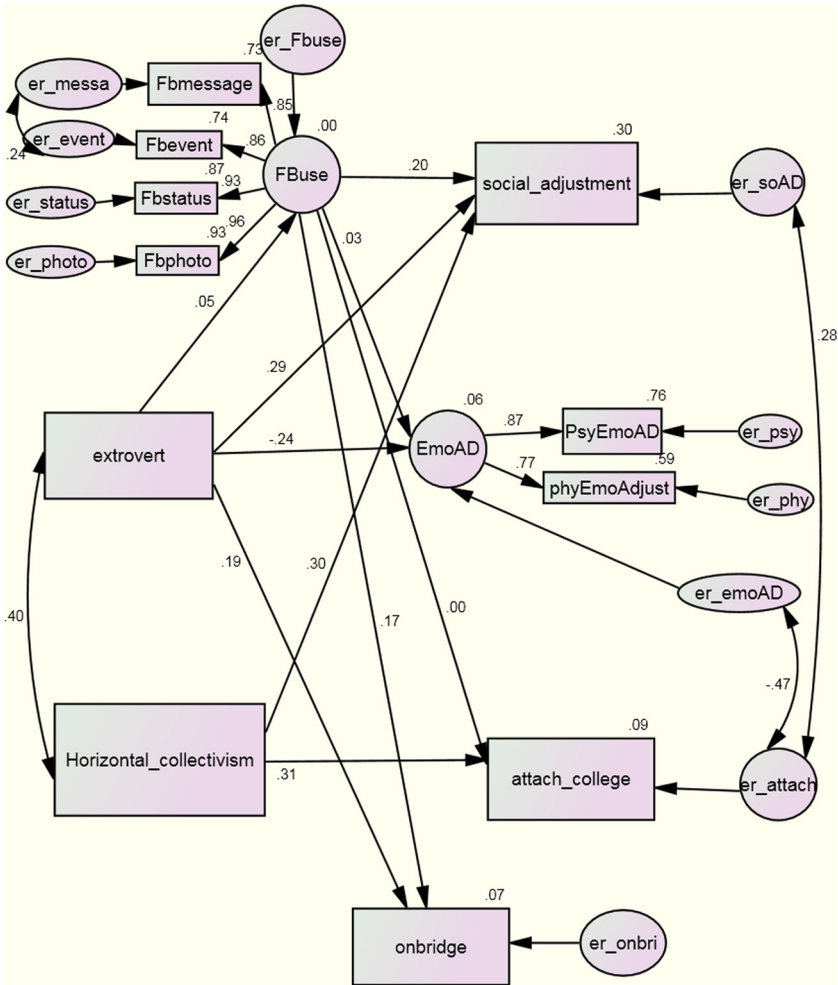 er_Fbuse
.73
er_messa
Fbmessage
.85
.74
.00
er_event
Fbevent
.86
.24
.30
FBuse
.20
social_adjustment
er_soAD
.87
.93
er_status
Fbstatus
.96
.93
.03
er_photo
Fbphoto
.05
.28
.29
.06
.76
extrovert
-.24
EmoAD
.87
PsyEmoAD
er_psy
.59
.77
phyEmoAdjust
er_phy
.19
.30
er_emoAD
.40
.17
.00
-.47
.09
Horizontal_collectivism
.31
attach_college
er_attach
.07
onbridge
er_onbri